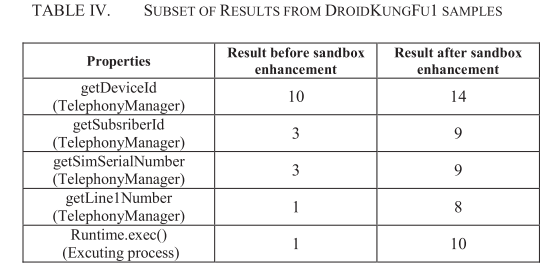 TABLE IV. SUBSET OF RESULTS FROM DROIDKUNGFU1 SAMPLES
Properties
Result before sandbox
enhancement
Result after sandbox
enhancement
getDeviceId
(TelephonyManager)
10
14
getSubsriberId
(TelephonyManager)
3
9
getSimSerialNumber
(TelephonyManager)
3
9
getLine1Number
(TelephonyManager)
1
8
Runtime.exec()
(Excuting process)
1
10